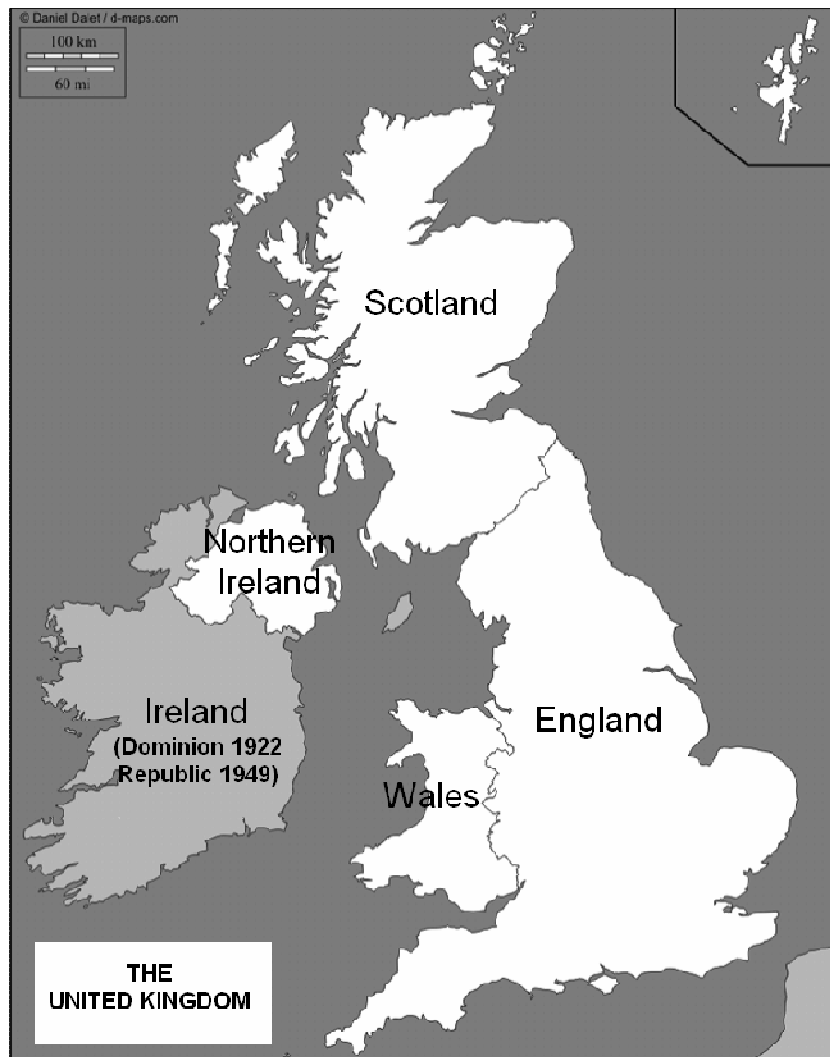 © Daniel Dalet / d-maps.com
100 km
60 mi
Scotland
Northern
Ireland
Ireland
(Dominion 1922
Republic 1949)
England
Wales
THE
UNITED KINGDOM